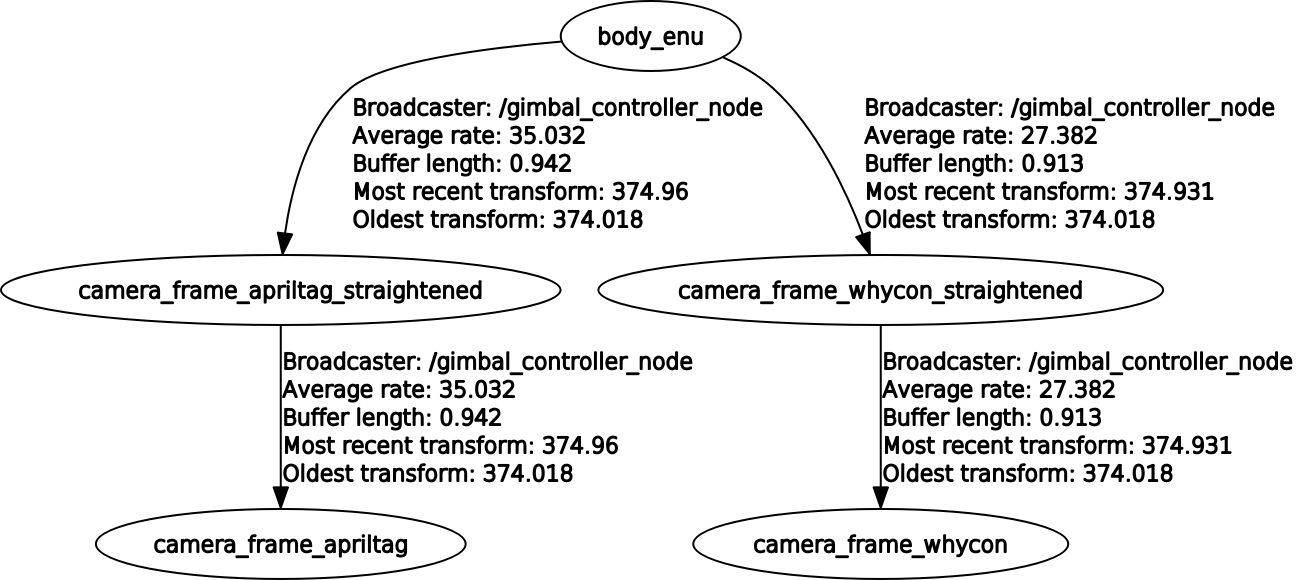 body_enu
Broadcaster: /gimbal_controller_node
Average rate: 35.032
Buffer length: 0.942
Most recent transform: 374.96
Oldest transform: 374.018
Broadcaster: /gimbal_controller_node
Average rate: 27.382
Buffer length: 0.913
Most recent transform: 374.931
Oldest transform: 374.018
camera_frame_apriltag_straightened
camera_frame_whycon_straightened
Broadcaster: /gimbal_controller_node
Average rate: 35.032
Buffer length: 0.942
Most recent transform: 374.96
Oldest transform: 374.018
Broadcaster: /gimbal_controller_node
Average rate: 27.382
Buffer length: 0.913
Most recent transform: 374.931
Oldest transform: 374.018
camera_frame_apriltag
camera_frame_whycon